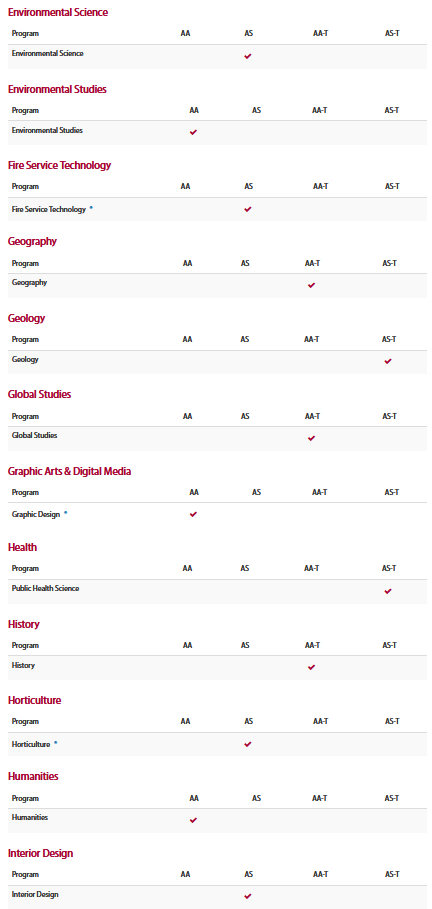 Environmental Science
Program AA AS AA-T AS-T
Environmental Science ✓
Environmental Studies
Program AA AS AA-T AS-T
Environmental Studies ✓
Fire Service Technology
Program AA AS AA-T AS-T
Fire Service Technology * ✓
Geography
Program AA AS AA-T AS-T
Geography ✓
Geology
Program AA AS AA-T AS-T
Geology ✓
Global Studies
Program AA AS AA-T AS-T
Global Studies ✓
Graphic Arts & Digital Media
Program AA AS AA-T AS-T
Graphic Design * ✓
Health
Program AA AS AA-T AS-T
Public Health Science ✓
History
Program AA AS AA-T AS-T
History ✓
Horticulture
Program AA AS AA-T AS-T
Horticulture * ✓
Humanities
Program AA AS AA-T AS-T
Humanities ✓
Interior Design
Program AA AS AA-T AS-T
Interior Design ✓